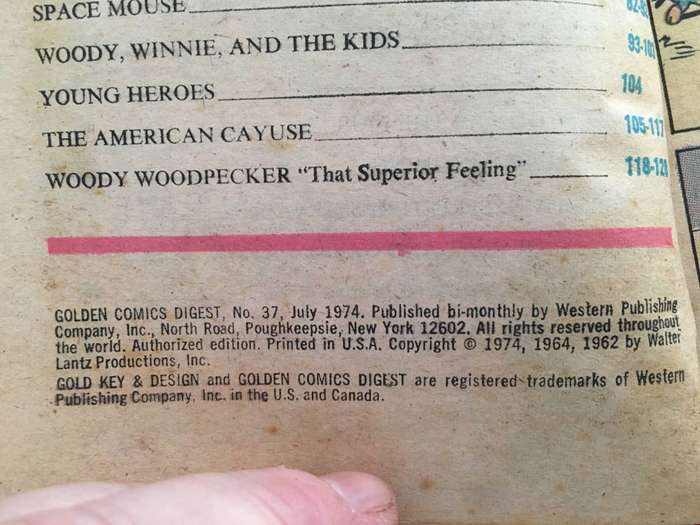 SPACE MOUSE
WOODY, WINNIE, AND THE KIDS
YOUNG HEROES 104
THE AMERICAN CAYUSE 105-117
WOODY WOODPECKER "That Superior Feeling"
GOLDEN COMICS DIGEST, No. 37, July 1974. Published bi-monthly by Western Publishing
Company, Inc., North Road, Poughkeepsie, New York 12602. All rights reserved throughout
the world. Authorized edition. Printed in U.S.A. Copyright © 1974, 1964, 1962 by Walter
Lantz Productions, Inc.
GOLD KEY & DESIGN and GOLDEN COMICS DIGEST are registered trademarks of Western
Publishing Company, Inc. in the U.S. and Canada.